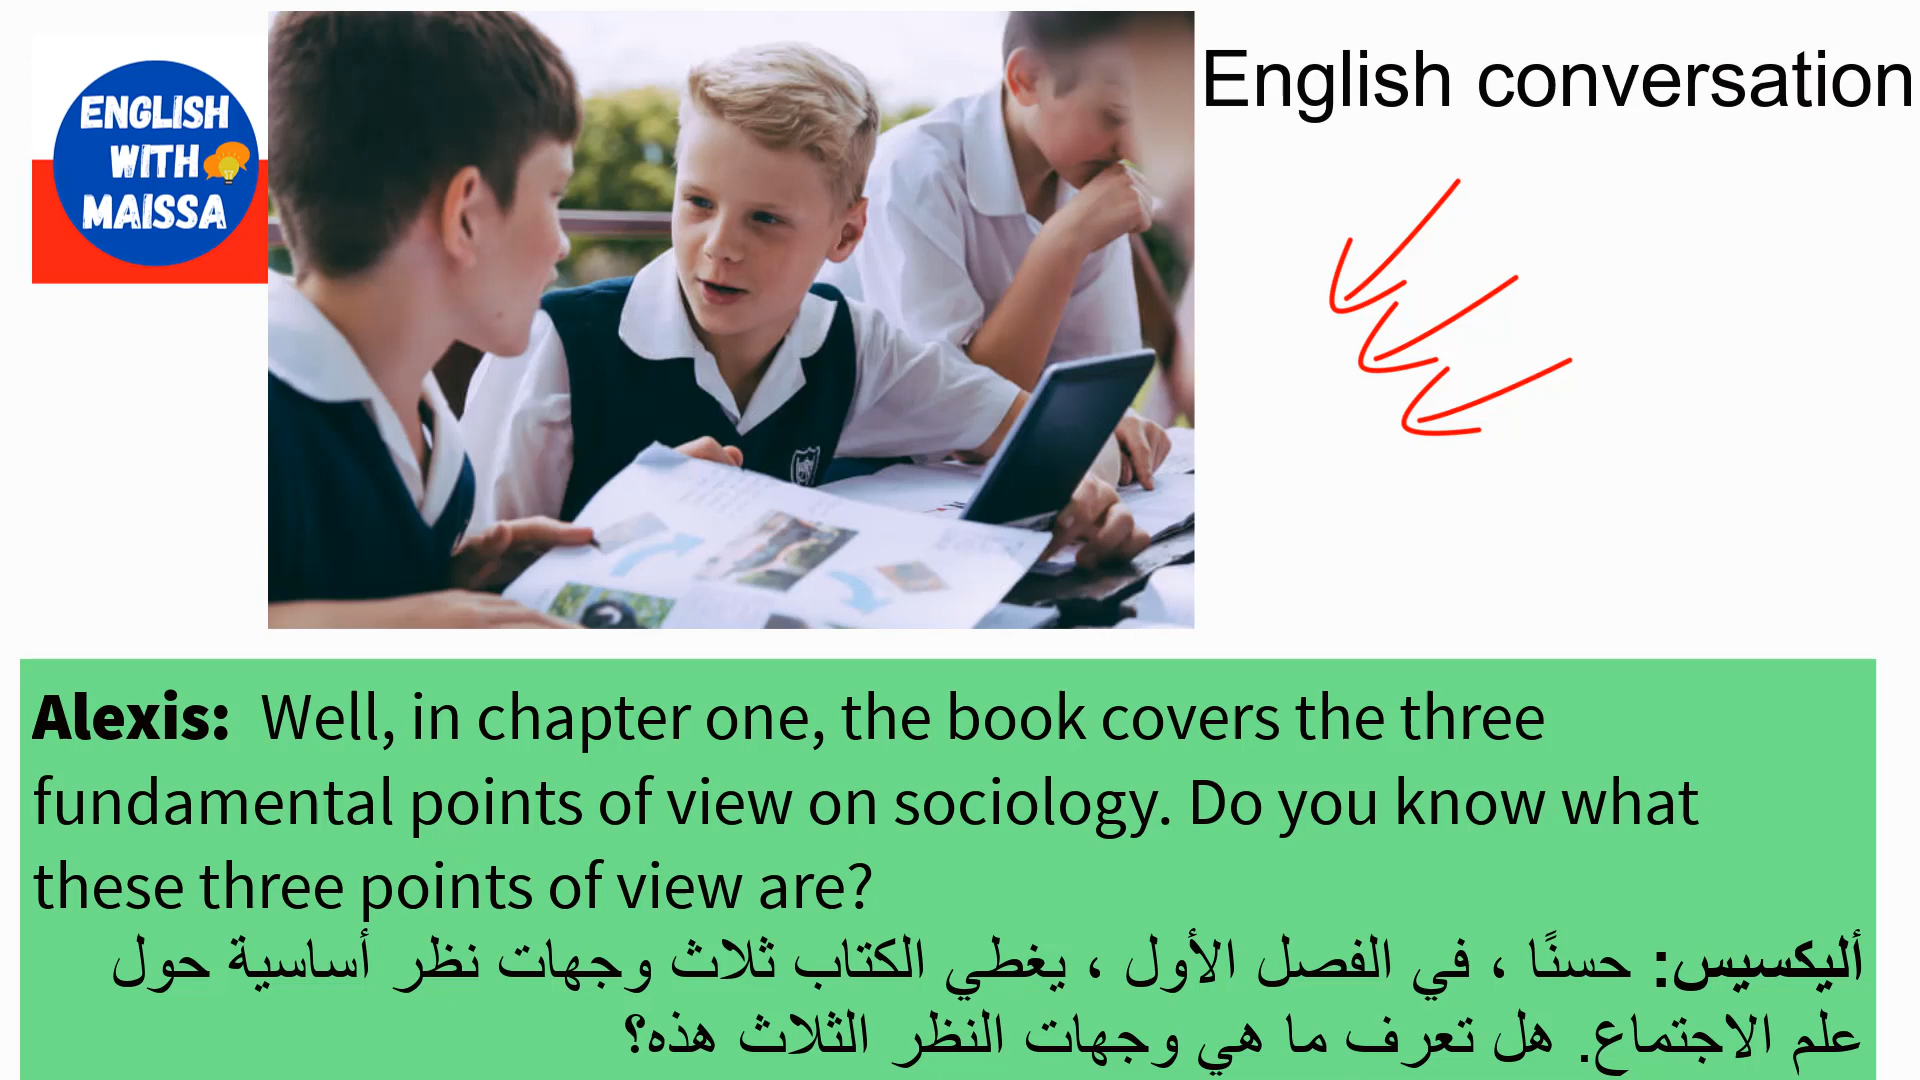 ENGLISH
WITH
MAISSA
English conversation
Alexis: Well, in chapter one, the book covers the three
fundamental points of view on sociology. Do you know what
these three points of view are?
أليكسيس: حسنًا ، في الفصل الأول ، يغطي الكتاب ثلاث وجهات نظر أساسية حول
علم الاجتماع. هل تعرف ما هي وجهات النظر الثلاث هذه؟